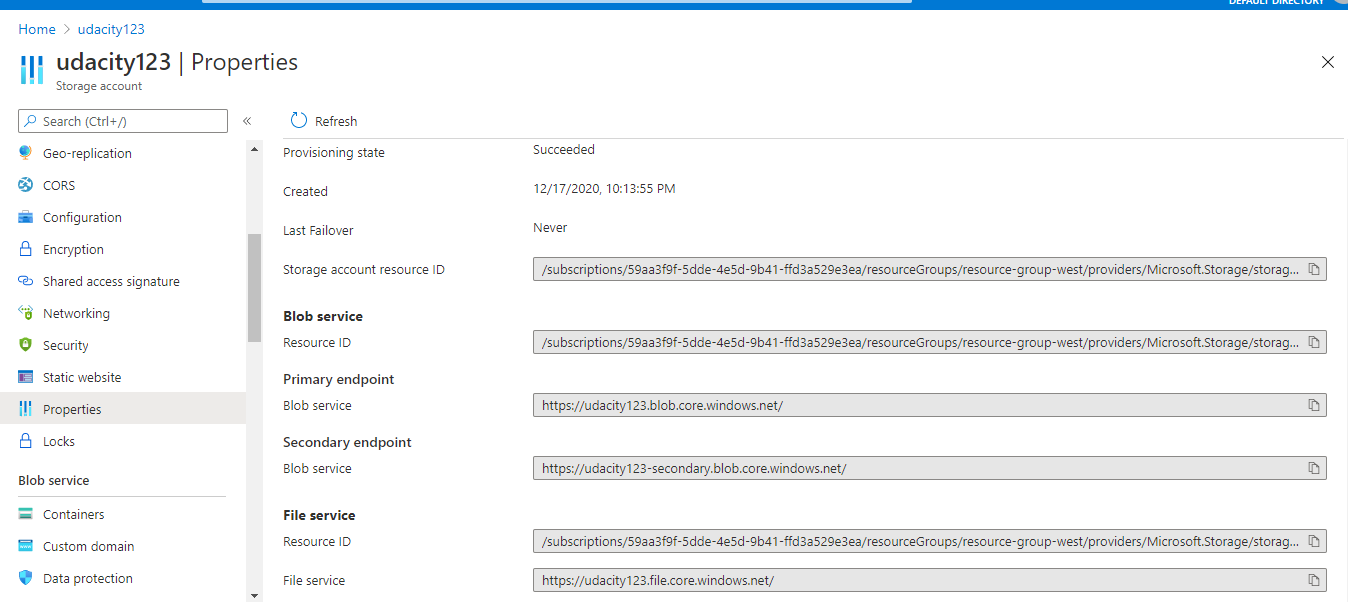 DEFAULT DIRECTORY
Home > udacity123
udacity123 | Properties
Storage account
Search (Ctrl+/)
«
Refresh
Geo-replication
CORS
Configuration
Encryption
Shared access signature
Networking
Security
Static website
Properties
Locks
Blob service
Containers
Custom domain
Data protection
Provisioning state Succeeded
Created 12/17/2020, 10:13:55 PM
Last Failover Never
Storage account resource ID /subscriptions/59aa3f9f-5dde-4e5d-9b41-ffd3a529e3ea/resourceGroups/resource-group-west/providers/Microsoft.Storage/storag...
Blob service
Resource ID /subscriptions/59aa3f9f-5dde-4e5d-9b41-ffd3a529e3ea/resourceGroups/resource-group-west/providers/Microsoft.Storage/storag...
Primary endpoint
Blob service https://udacity123.blob.core.windows.net/
Secondary endpoint
Blob service https://udacity123-secondary.blob.core.windows.net/
File service
Resource ID /subscriptions/59aa3f9f-5dde-4e5d-9b41-ffd3a529e3ea/resourceGroups/resource-group-west/providers/Microsoft.Storage/storag...
File service https://udacity123.file.core.windows.net/